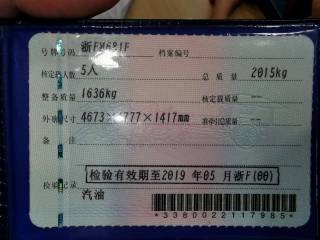 号牌号码 浙FM681F 档案编号
核定载人数 5人 总质量 2015kg
整备质量 1636kg 核定载质量
外廓尺寸 4673×1777×1417mm 准牵引总质量
备注
检验有效期至2019年05月浙F(00)
检验记录
汽油
*3380022117985*